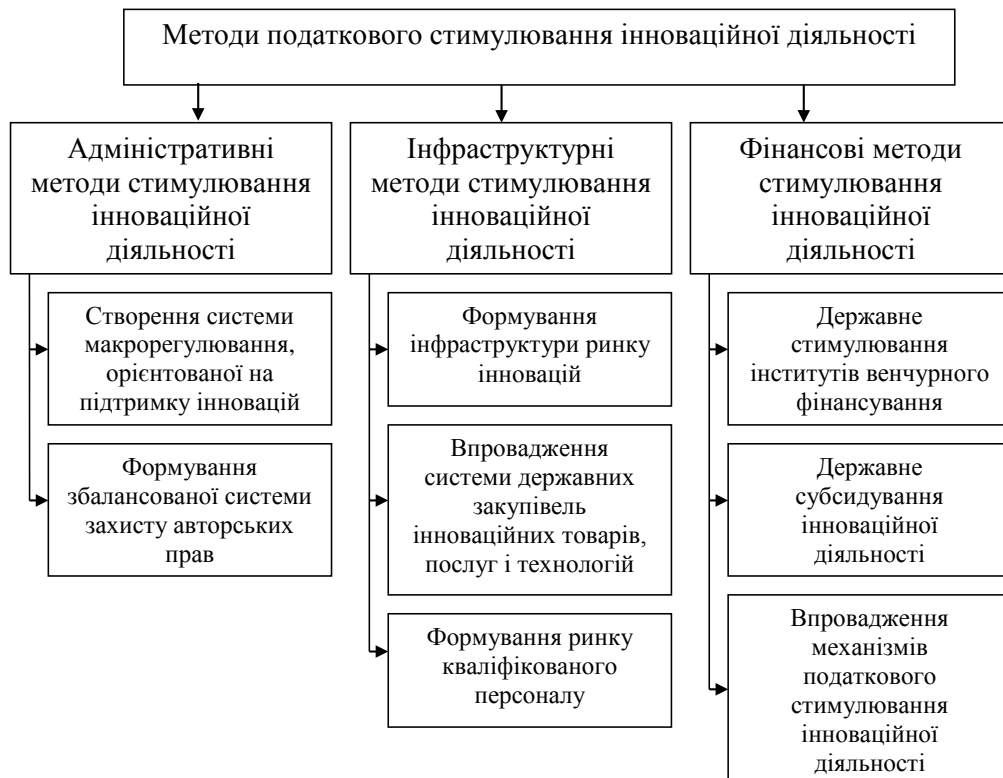 Методи податкового стимулювання інноваційної діяльності
Адміністративні
методи стимулювання
інноваційної
діяльності
Створення системи
макрорегулювання,
орієнтованої на
підтримку інновацій
Формування
збалансованої системи
захисту авторських
прав
Інфраструктурні
методи стимулювання
інноваційної
діяльності
Формування
інфраструктури ринку
інновацій
Впровадження
системи державних
закупівель
інноваційних товарів,
послуг і технологій
Формування ринку
кваліфікованого
персоналу
Фінансові методи
стимулювання
інноваційної
діяльності
Державне
стимулювання
інститутів венчурного
фінансування
Державне
субсидування
інноваційної
діяльності
Впровадження
механізмів
податкового
стимулювання
інноваційної
діяльності